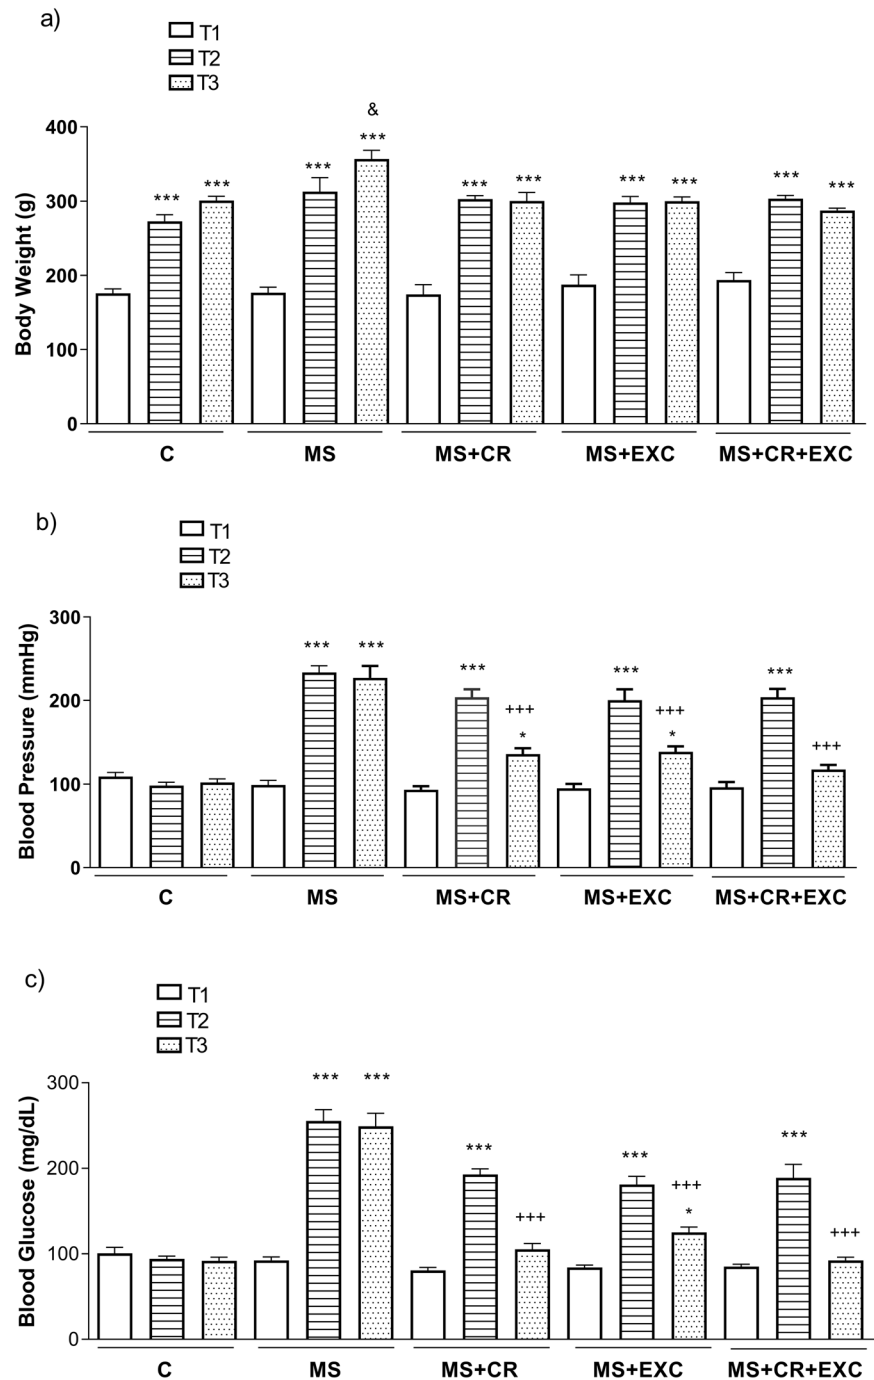 a)
T1
T2
T3
&
*** *** *** *** *** *** *** *** *** ***
400
300
200
100
0
Body Weight (g)
C MS MS+CR MS+EXC MS+CR+EXC
b)
T1
T2
T3
300
200
100
0
Blood Pressure (mmHg)
*** *** *** *** ***
+++ +++ +++
* *
C MS MS+CR MS+EXC MS+CR+EXC
c)
T1
T2
T3
300
200
100
0
Blood Glucose (mg/dL)
*** *** *** *** ***
+++ +++ +++
*
C MS MS+CR MS+EXC MS+CR+EXC